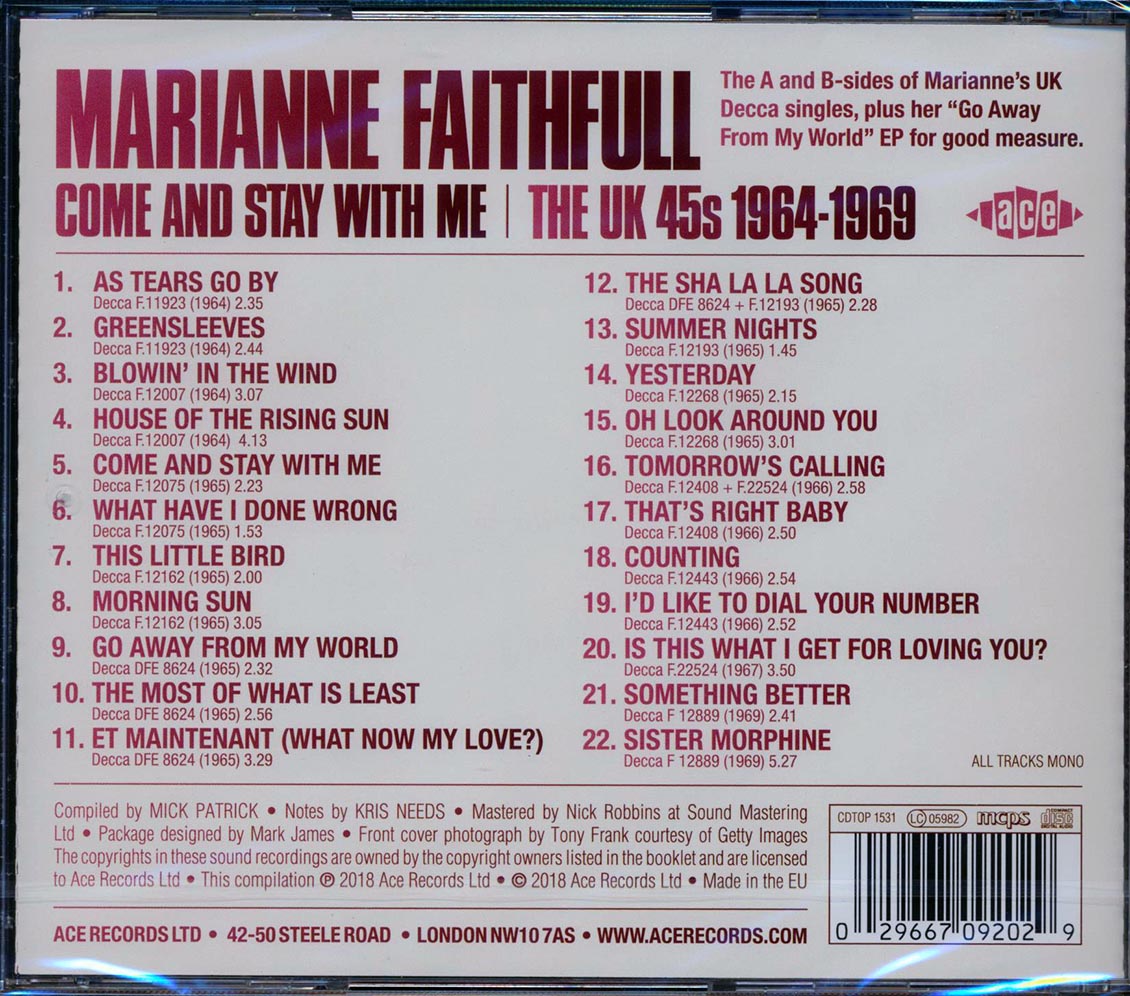 MARIANNE FAITHFULL
COME AND STAY WITH ME | THE UK 45s 1964-1969
The A and B-sides of Marianne's UK
Decca singles, plus her “Go Away
From My World” EP for good measure.
ace
1. AS TEARS GO BY
Decca F.11923 (1964) 2.35
2. GREENSLEEVES
Decca F.11923 (1964) 2.44
3. BLOWIN' IN THE WIND
Decca F.12007 (1964) 3.07
4. HOUSE OF THE RISING SUN
Decca F.12007 (1964) 4.13
5. COME AND STAY WITH ME
Decca F.12075 (1965) 2.23
6. WHAT HAVE I DONE WRONG
Decca F.12075 (1965) 1.53
7. THIS LITTLE BIRD
Decca F.12162 (1965) 2.00
8. MORNING SUN
Decca F.12162 (1965) 3.05
9. GO AWAY FROM MY WORLD
Decca DFE 8624 (1965) 2.32
10. THE MOST OF WHAT IS LEAST
Decca DFE 8624 (1965) 2.56
11. ET MAINTENANT (WHAT NOW MY LOVE?)
Decca DFE 8624 (1965) 3.29
12. THE SHA LA LA SONG
Decca DFE 8624 + F.12193 (1965) 2.28
13. SUMMER NIGHTS
Decca F.12193 (1965) 1.45
14. YESTERDAY
Decca F.12268 (1965) 2.15
15. OH LOOK AROUND YOU
Decca F.12268 (1965) 3.01
16. TOMORROW'S CALLING
Decca F.12408 + F.22524 (1966) 2.58
17. THAT'S RIGHT BABY
Decca F.12408 (1966) 2.50
18. COUNTING
Decca F.12443 (1966) 2.54
19. I'D LIKE TO DIAL YOUR NUMBER
Decca F.12443 (1966) 2.52
20. IS THIS WHAT I GET FOR LOVING YOU?
Decca F.22524 (1967) 3.50
21. SOMETHING BETTER
Decca F 12889 (1969) 2.41
22. SISTER MORPHINE
Decca F 12889 (1969) 5.27
ALL TRACKS MONO
Compiled by MICK PATRICK • Notes by KRIS NEEDS • Mastered by Nick Robbins at Sound Mastering
Ltd • Package designed by Mark James • Front cover photograph by Tony Frank courtesy of Getty Images
The copyrights in these sound recordings are owned by the copyright owners listed in the booklet and are licensed
to Ace Records Ltd • This compilation ℗ 2018 Ace Records Ltd • © 2018 Ace Records Ltd • Made in the EU
ACE RECORDS LTD • 42-50 STEELE ROAD • LONDON NW10 7AS • WWW.ACERECORDS.COM
CDTOP 1531 LC 05982 mcps COMPACT disc DIGITAL AUDIO
0 29667 09202 9